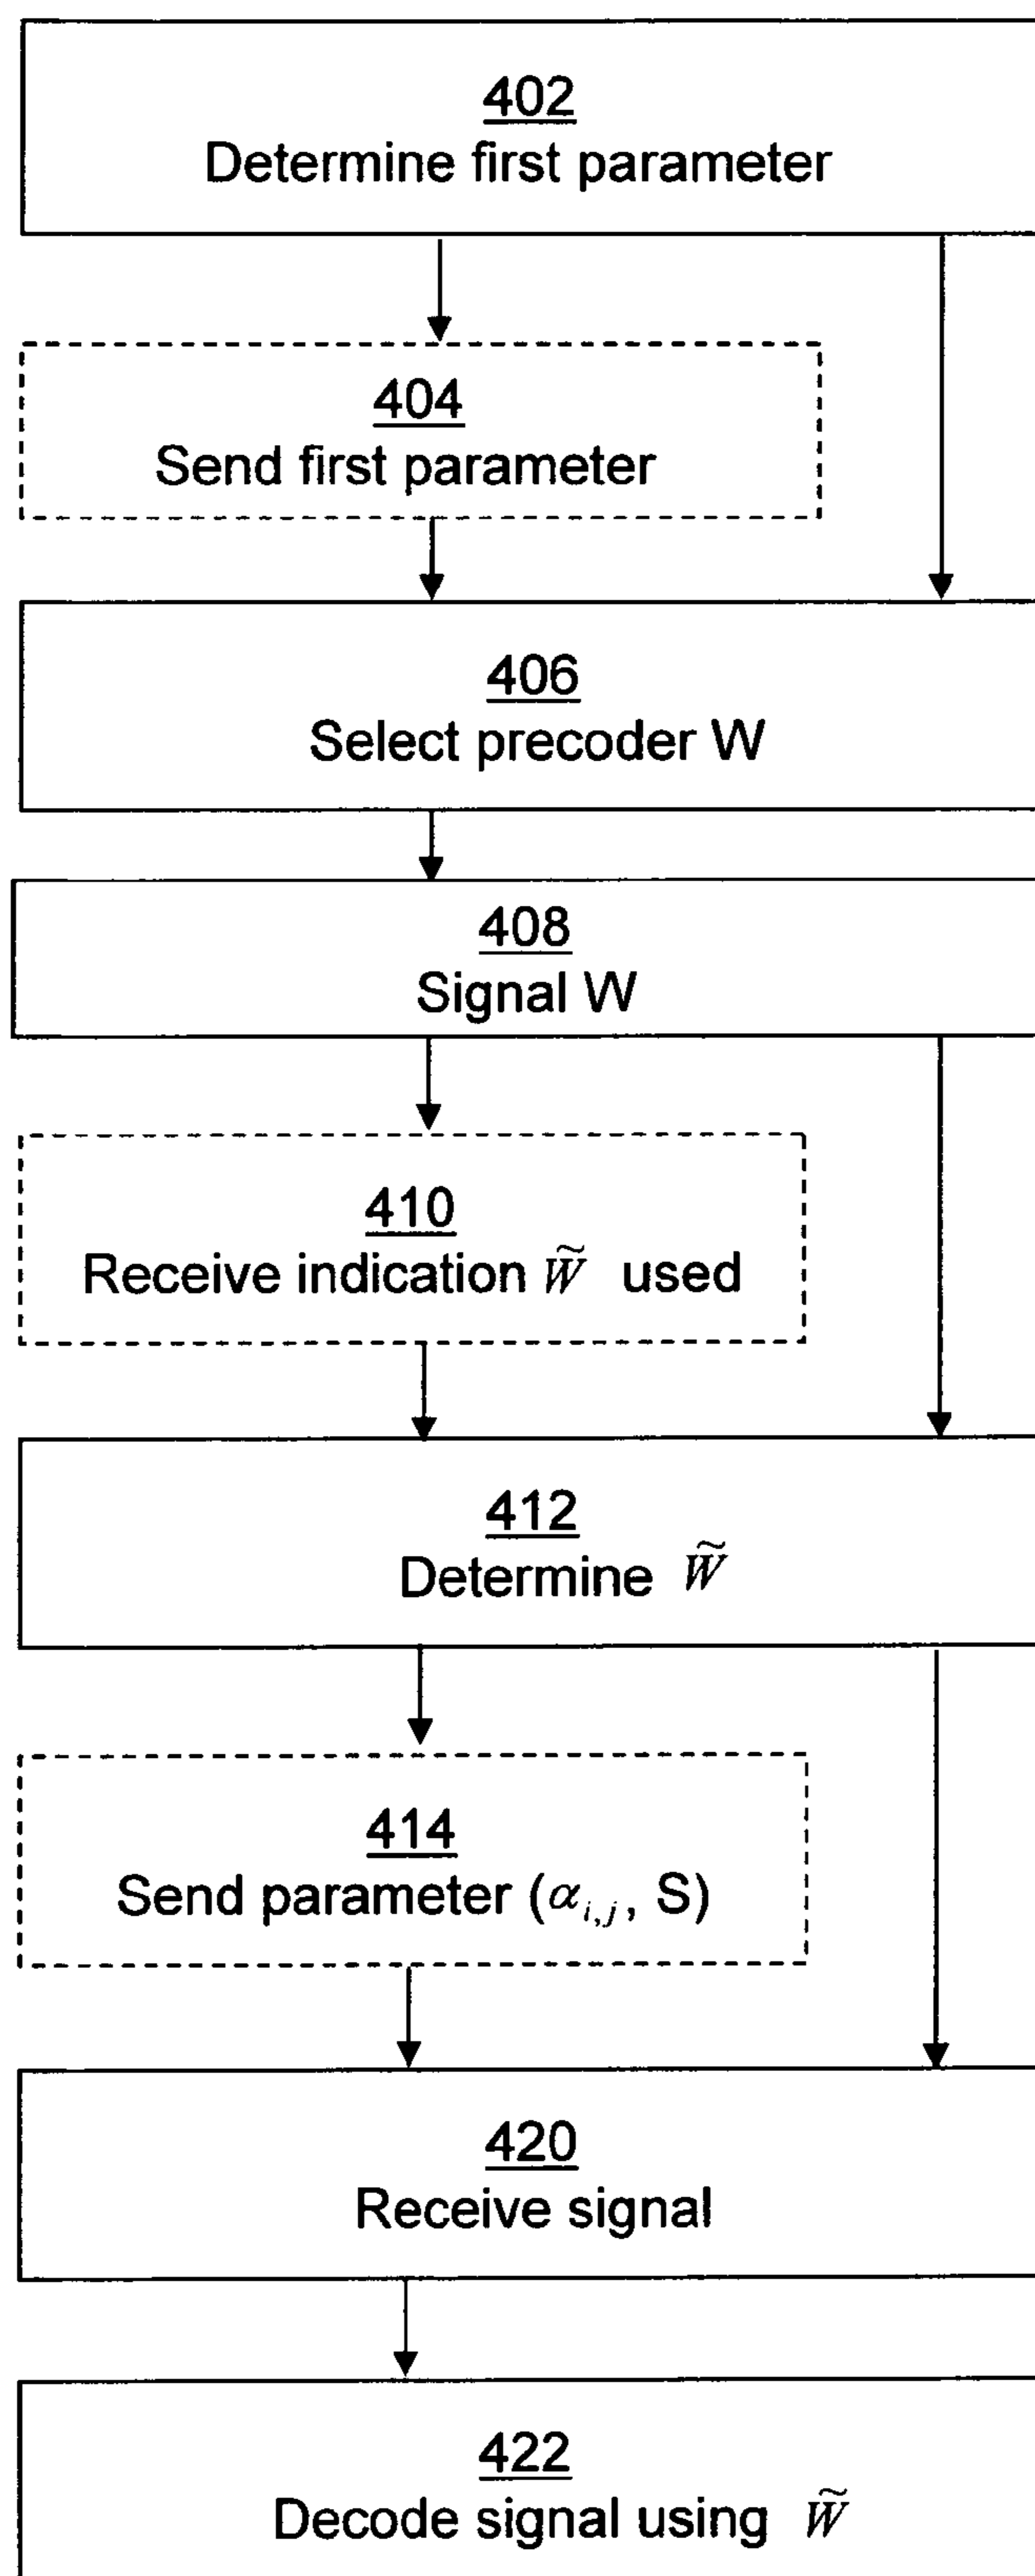 402
Determine first parameter
404
Send first parameter
406
Select precoder W
408
Signal W
410
Receive indication W̃ used
412
Determine W̃
414
Send parameter (α_{i,j}, S)
420
Receive signal
422
Decode signal using W̃